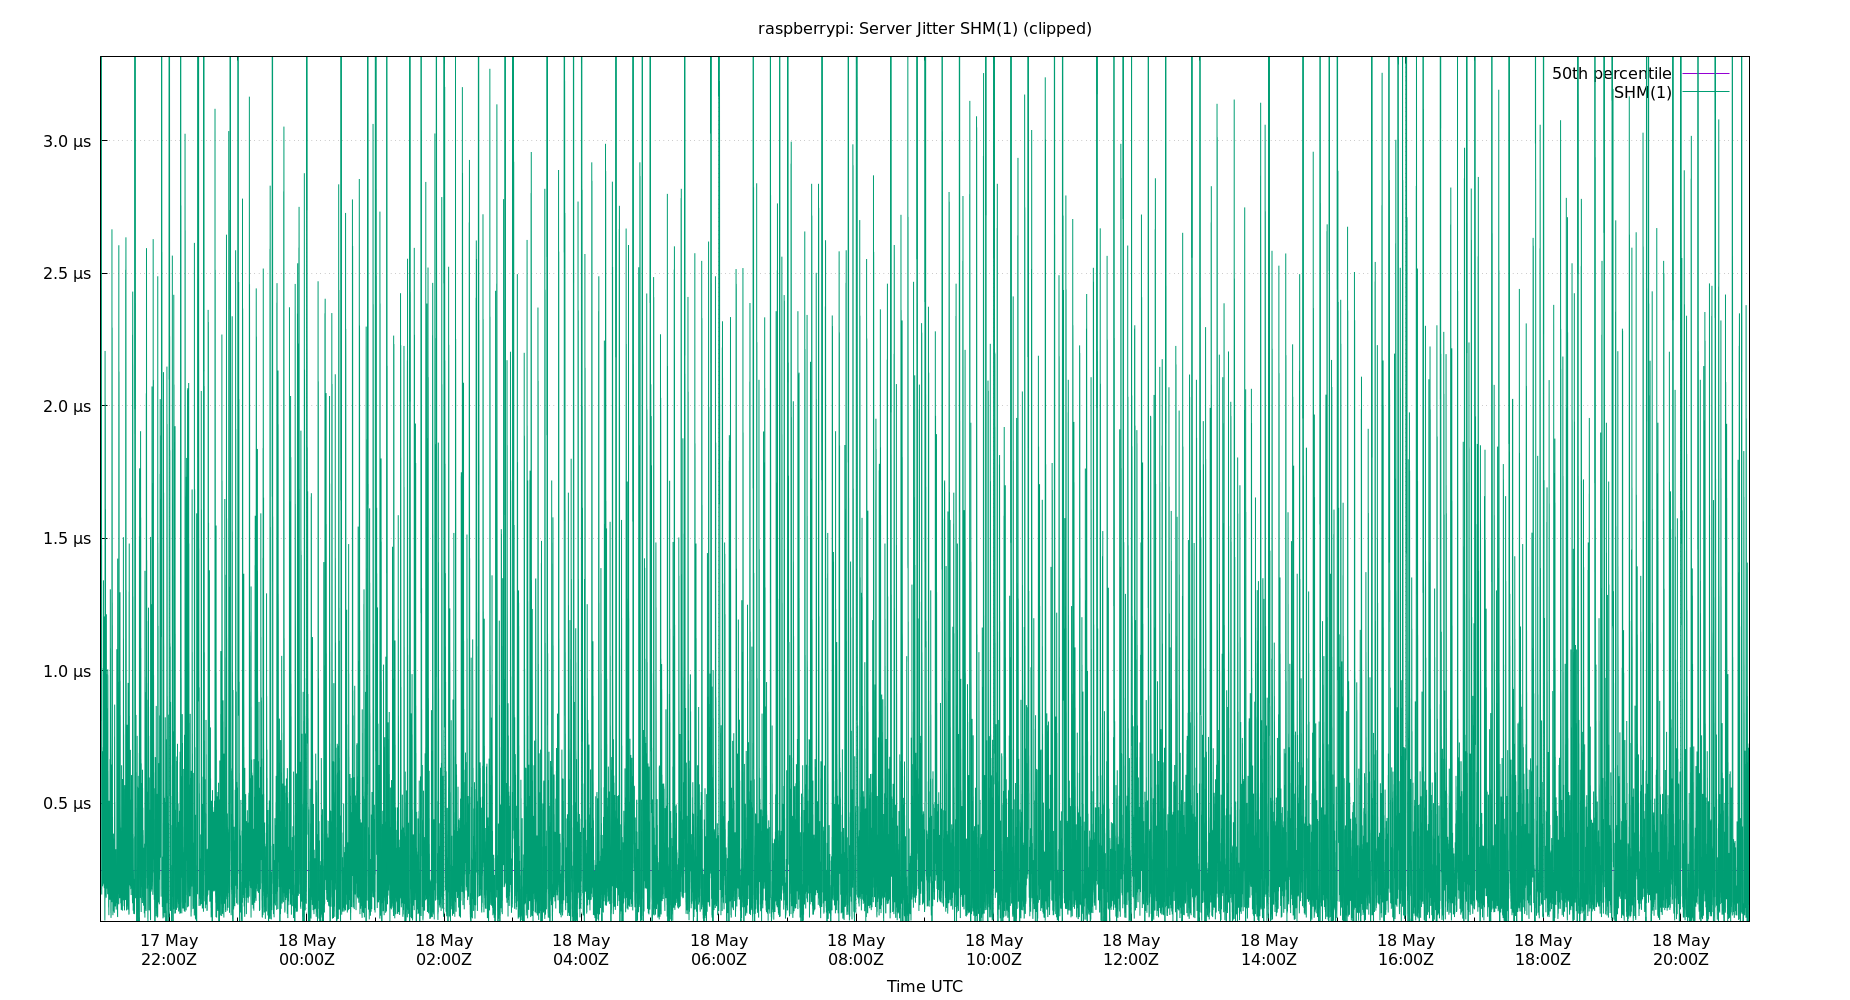 raspberrypi: Server Jitter SHM(1) (clipped)
50th percentile
SHM(1)
3.0 µs
2.5 µs
2.0 µs
1.5 µs
1.0 µs
0.5 µs
17 May 18 May 18 May 18 May 18 May 18 May 18 May 18 May 18 May 18 May 18 May 18 May
22:00Z 00:00Z 02:00Z 04:00Z 06:00Z 08:00Z 10:00Z 12:00Z 14:00Z 16:00Z 18:00Z 20:00Z
Time UTC